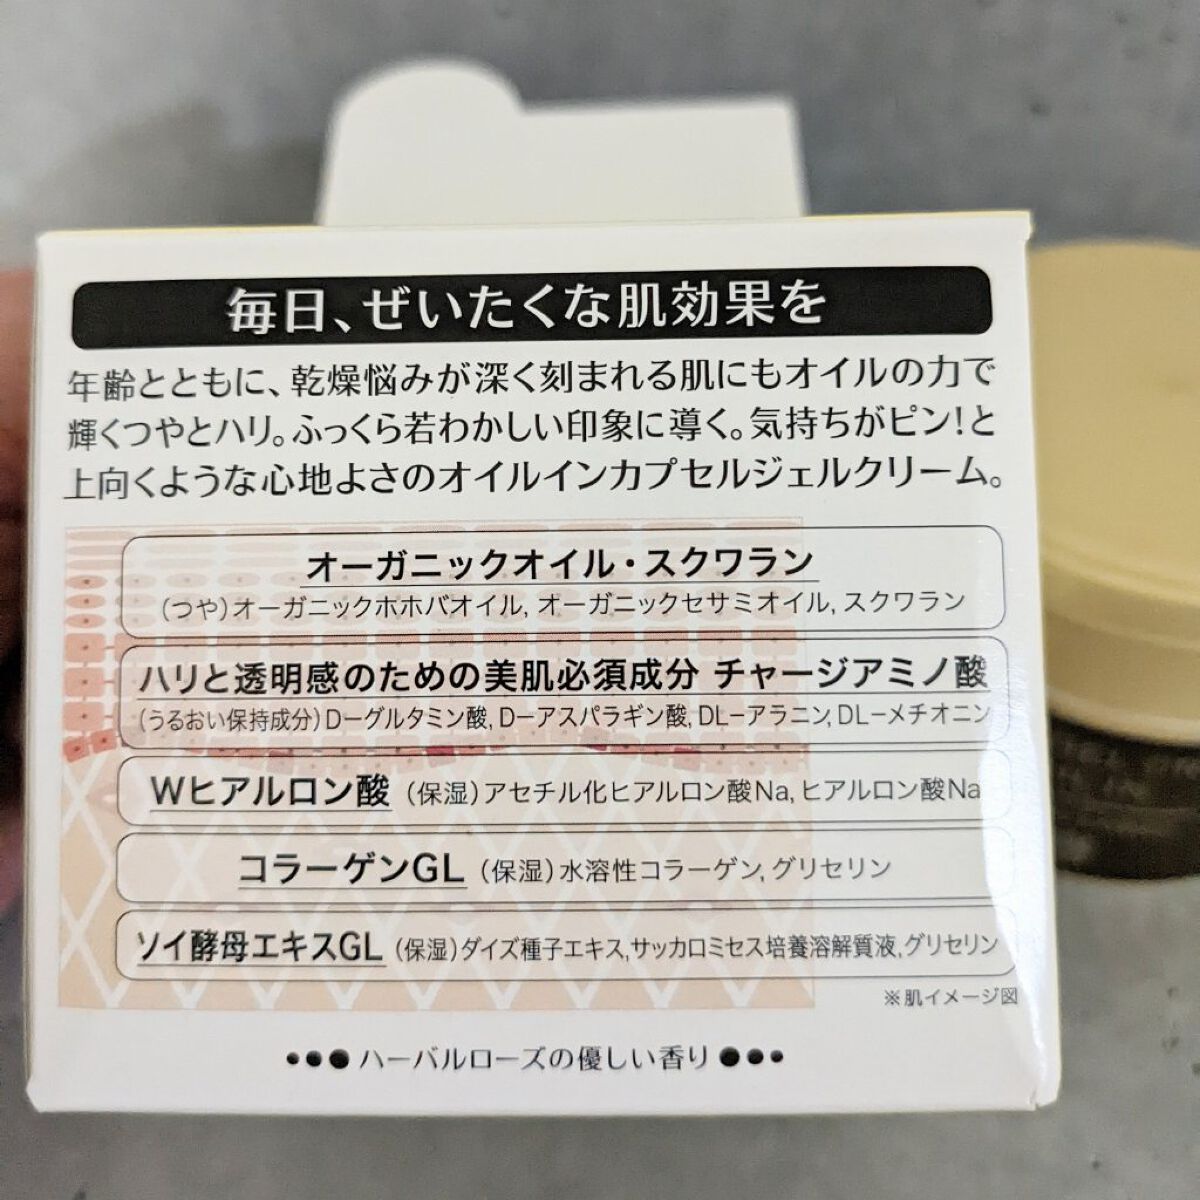 毎日、ぜいたくな肌効果を
年齢とともに、乾燥悩みが深く刻まれる肌にもオイルの力で
輝くつやとハリ。ふっくら若わかしい印象に導く。気持ちがピン!と
上向くような心地よさのオイルインカプセルジェルクリーム。
オーガニックオイル・スクワラン
(つや)オーガニックホホバオイル, オーガニックセサミオイル, スクワラン
ハリと透明感のための美肌必須成分 チャージアミノ酸
(うるおい保持成分)D-グルタミン酸, D-アスパラギン酸, DL-アラニン, DL-メチオニン
Wヒアルロン酸 (保湿)アセチル化ヒアルロン酸Na, ヒアルロン酸Na
コラーゲンGL (保湿)水溶性コラーゲン, グリセリン
ソイ酵母エキスGL (保湿)ダイズ種子エキス,サッカロミセス培養溶解質液,グリセリン
※肌イメージ図
●●●ハーバルローズの優しい香り●●●